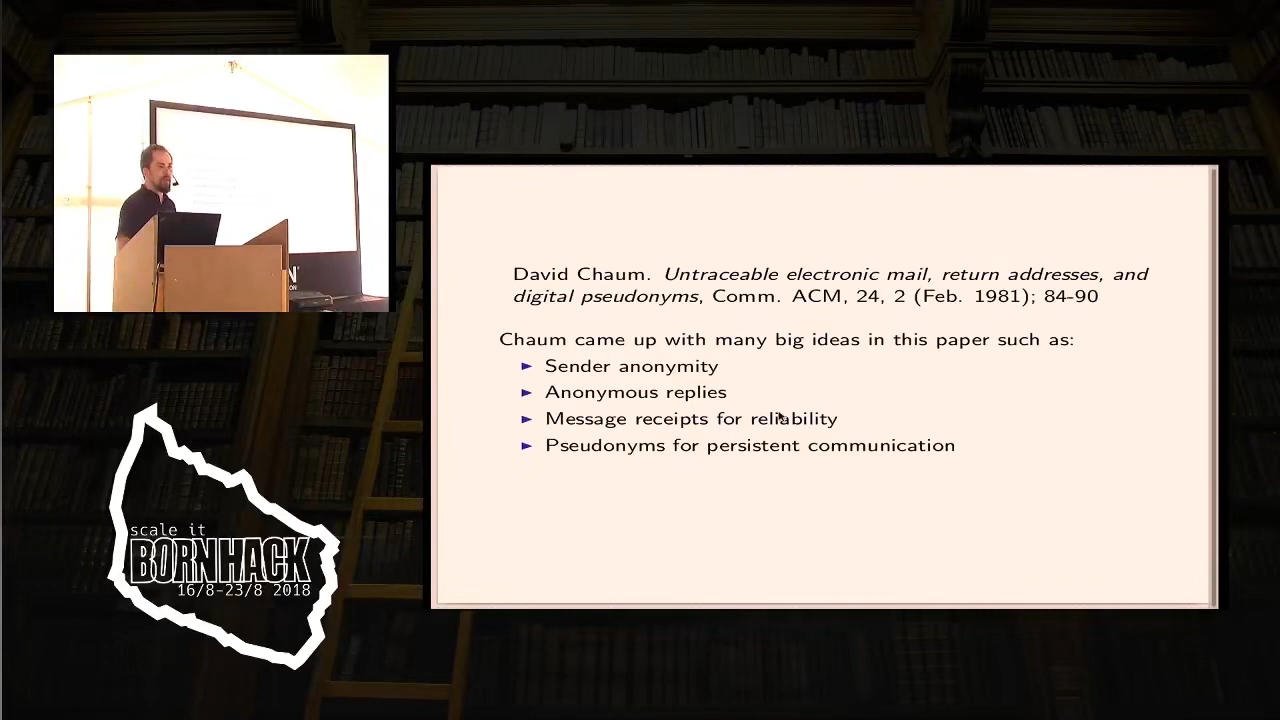 David Chaum. Untraceable electronic mail, return addresses, and
digital pseudonyms, Comm. ACM, 24, 2 (Feb. 1981); 84-90
Chaum came up with many big ideas in this paper such as:
► Sender anonymity
► Anonymous replies
► Message receipts for reliability
► Pseudonyms for persistent communication
scale it
BORNHACK
16/8-23/8 2018